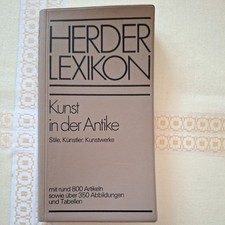 HERDER
LEXIKON
Kunst
in der Antike
Stile, Künstler, Kunstwerke
mit rund 800 Artikeln
sowie über 350 Abbildungen
und Tabellen